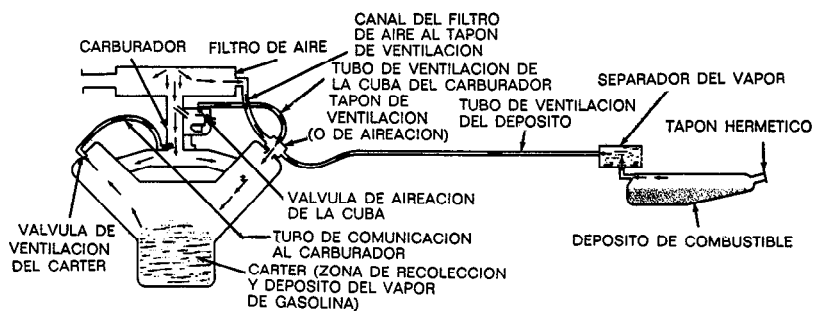 CARBURADOR
FILTRO DE AIRE
CANAL DEL FILTRO
DE AIRE AL TAPON
DE VENTILACION
TUBO DE VENTILACION DE
LA CUBA DEL CARBURADOR
TAPON DE
VENTILACION
(O DE AIREACION)
TUBO DE VENTILACION
DEL DEPOSITO
SEPARADOR DEL VAPOR
TAPON HERMETICO
VALVULA DE
VENTILACION
DEL CARTER
VALVULA DE AIREACION
DE LA CUBA
TURO DE COMUNICACION
AL CARBURADOR
CARTER (ZONA DE RECOLECCION
Y DEPOSITO DEL VAPOR
DE GASOLINA)
DEPOSITO DE COMBUSTIBLE